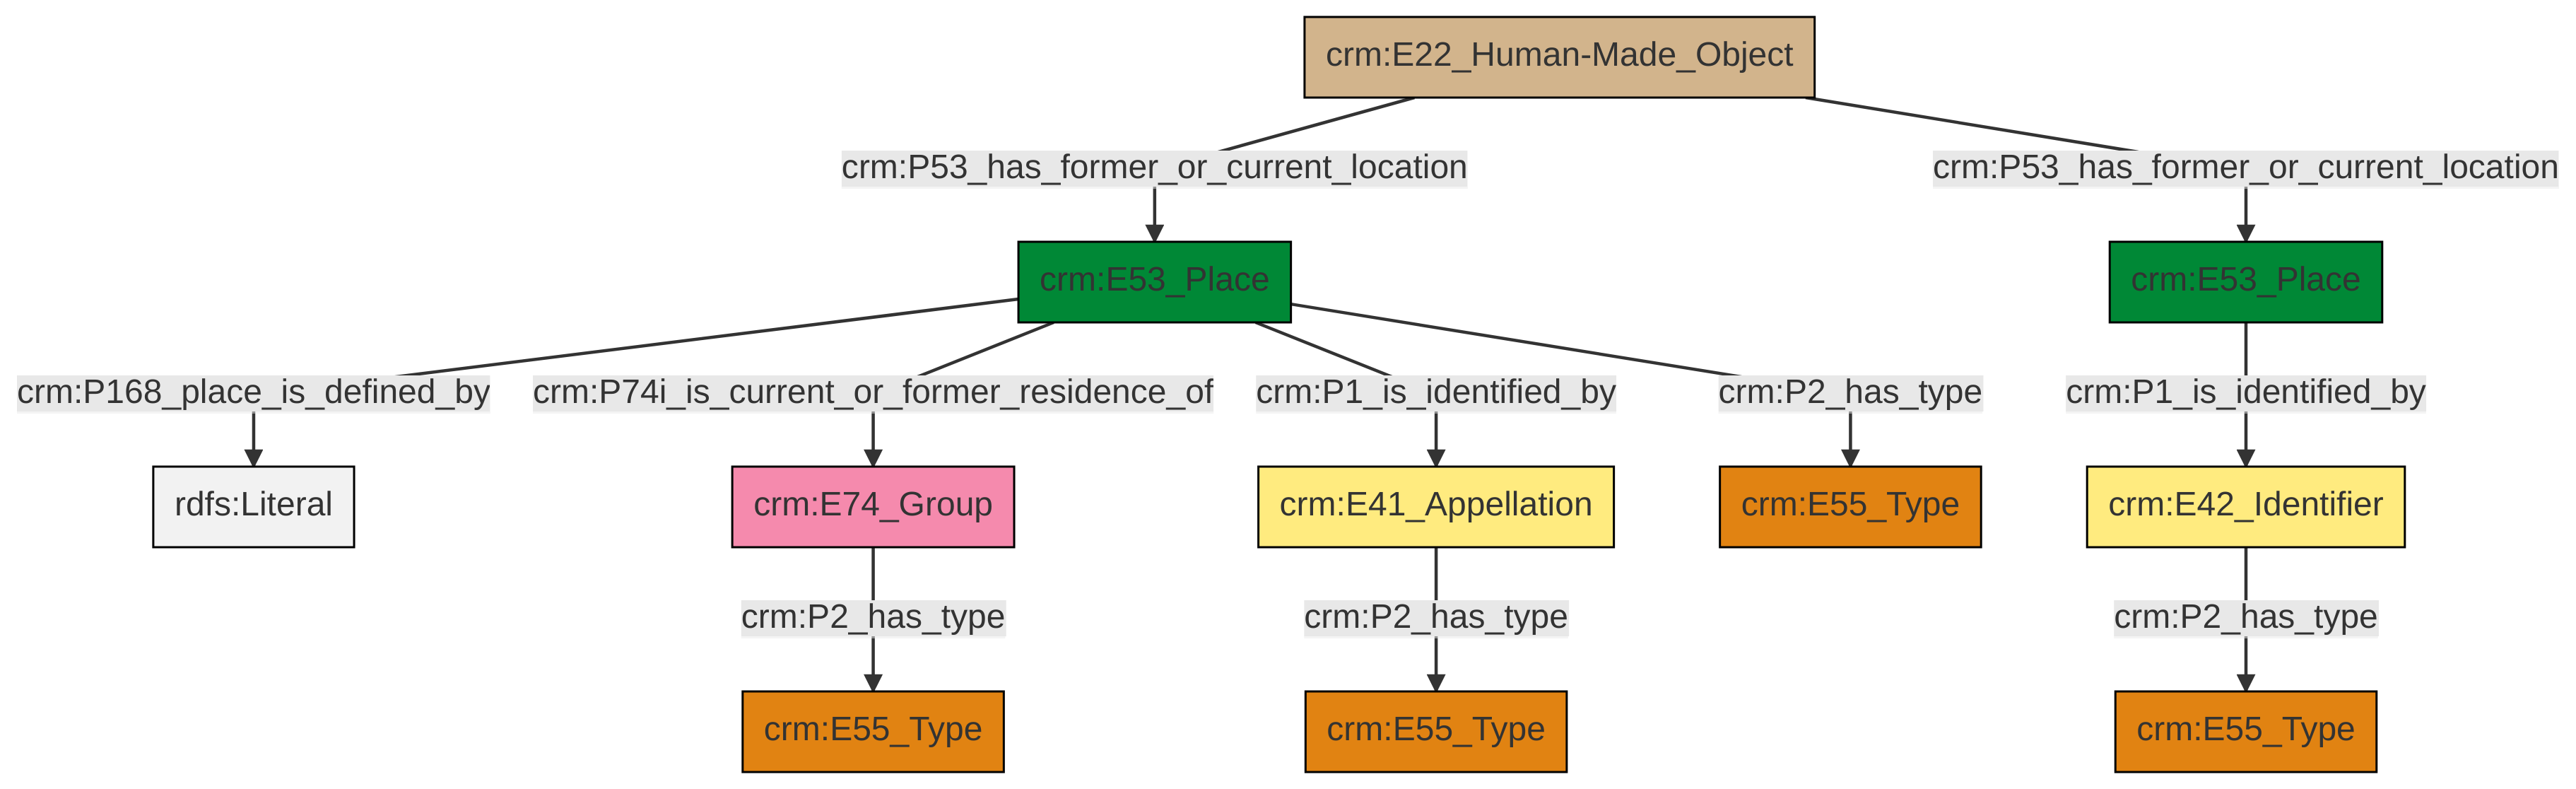 crm:E22_Human-Made_Object
crm:P53_has_former_or_current_location
crm:P53_has_former_or_current_location
crm:E53_Place
crm:E53_Place
crm:P168_place_is_defined_by
crm:P74i_is_current_or_former_residence_of
crm:P1_is_identified_by
crm:P2_has_type
crm:P1_is_identified_by
rdfs:Literal
crm:E74_Group
crm:E41_Appellation
crm:E55_Type
crm:E42_Identifier
crm:P2_has_type
crm:P2_has_type
crm:P2_has_type
crm:E55_Type
crm:E55_Type
crm:E55_Type